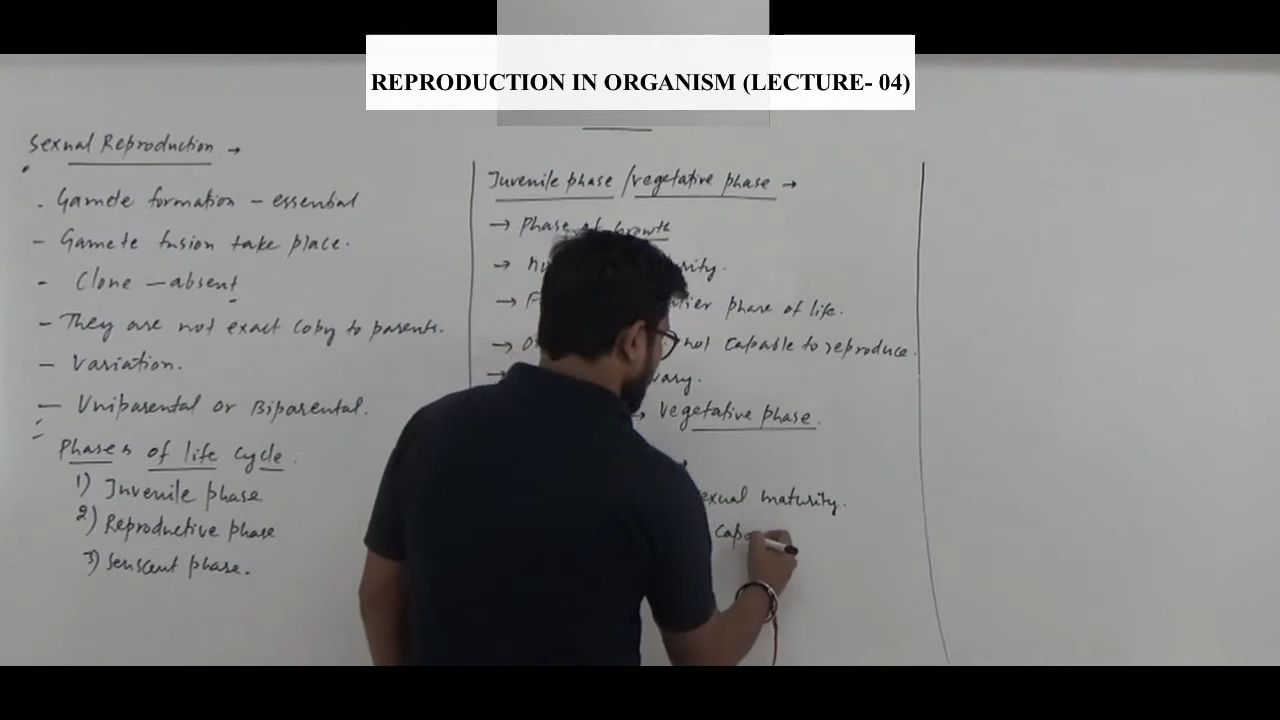 REPRODUCTION IN ORGANISM (LECTURE- 04)
Sexual Reproduction →
. Gamete formation - essential
- Gamete fusion take place.
- Clone - absent
- They are not exact copy to parents.
- Variation.
- Uniparental or Biparental.
Phases of life cycle.
1) Juvenile phase
2) Reproductive phase
3) Senscent phase.
Juvenile phase / vegetative phase →
→ Phase of Growth
→
→ phase of life.
→ not capable to reproduce.
vary.
→ vegetative phase.
sexual maturity.